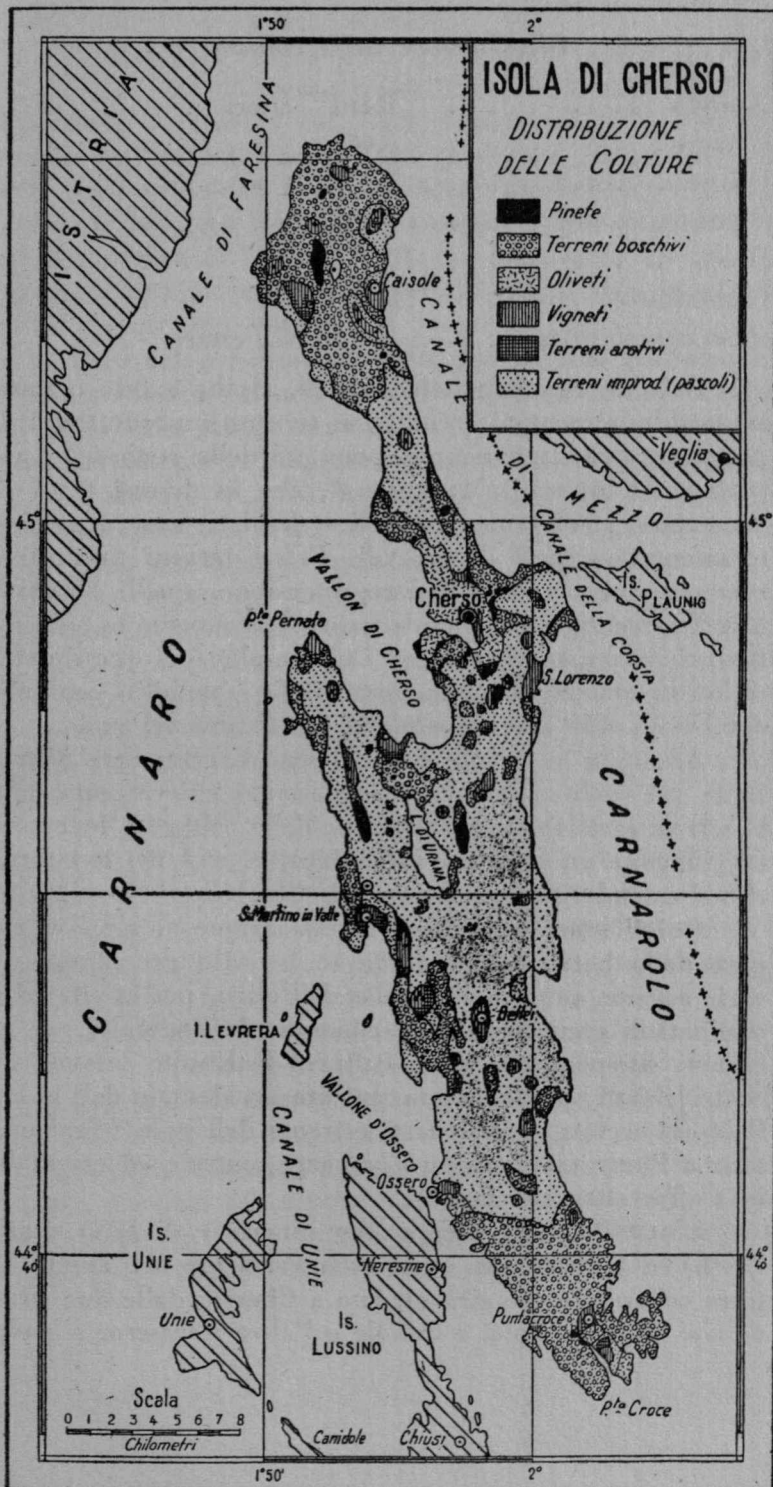 1°50'
2°
ISOLA DI CHERSO
DISTRIBUZIONE
DELLE COLTURE
Pinete
Terreni boschivi
Oliveti
Vigneti
Terreni arativi
Terreni improd. (pascoli)
ISTRIA
CANALE DI FARESINA
Caisole
CANALE
DI
MEZZO
Veglia
45°
45°
CANALE DELLA CORSIA
Is. PLAUNIG
VALLON DI CHERSO
Cherso
P.ta Pernata
S. Lorenzo
CARNARO
L. DI URANA
CARNAROLO
S. Martino in Valle
I. LEVRERA
Bellei
VALLONE D'OSSERO
CANALE DI UNIE
Ossero
Is.
UNIE
44°
40'
44°
Neresine
Unie
Is.
LUSSINO
Puntacroce
P.ta Croce
Scala
0 1 2 3 4 5 6 7 8
Chilometri
Canidole
Chiusi
1°50'
2°